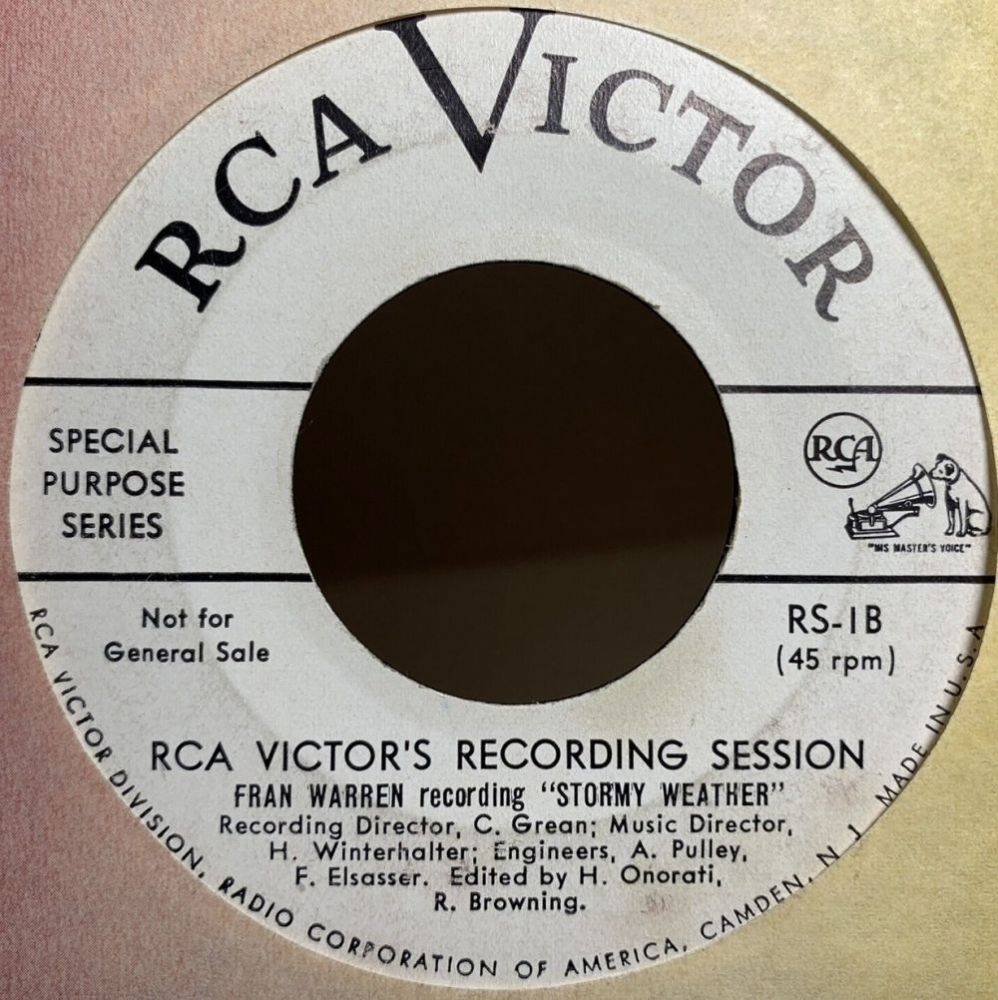 RCA VICTOR
SPECIAL
PURPOSE
SERIES
RCA
"HIS MASTER'S VOICE"
Not for
General Sale
RS-1B
(45 rpm)
RCA VICTOR'S RECORDING SESSION
FRAN WARREN recording "STORMY WEATHER"
Recording Director, C. Grean; Music Director,
H. Winterhalter; Engineers, A. Pulley,
F. Elsasser. Edited by H. Onorati,
R. Browning.
RCA VICTOR DIVISION, RADIO CORPORATION OF AMERICA, CAMDEN, N J MADE IN U.S.A